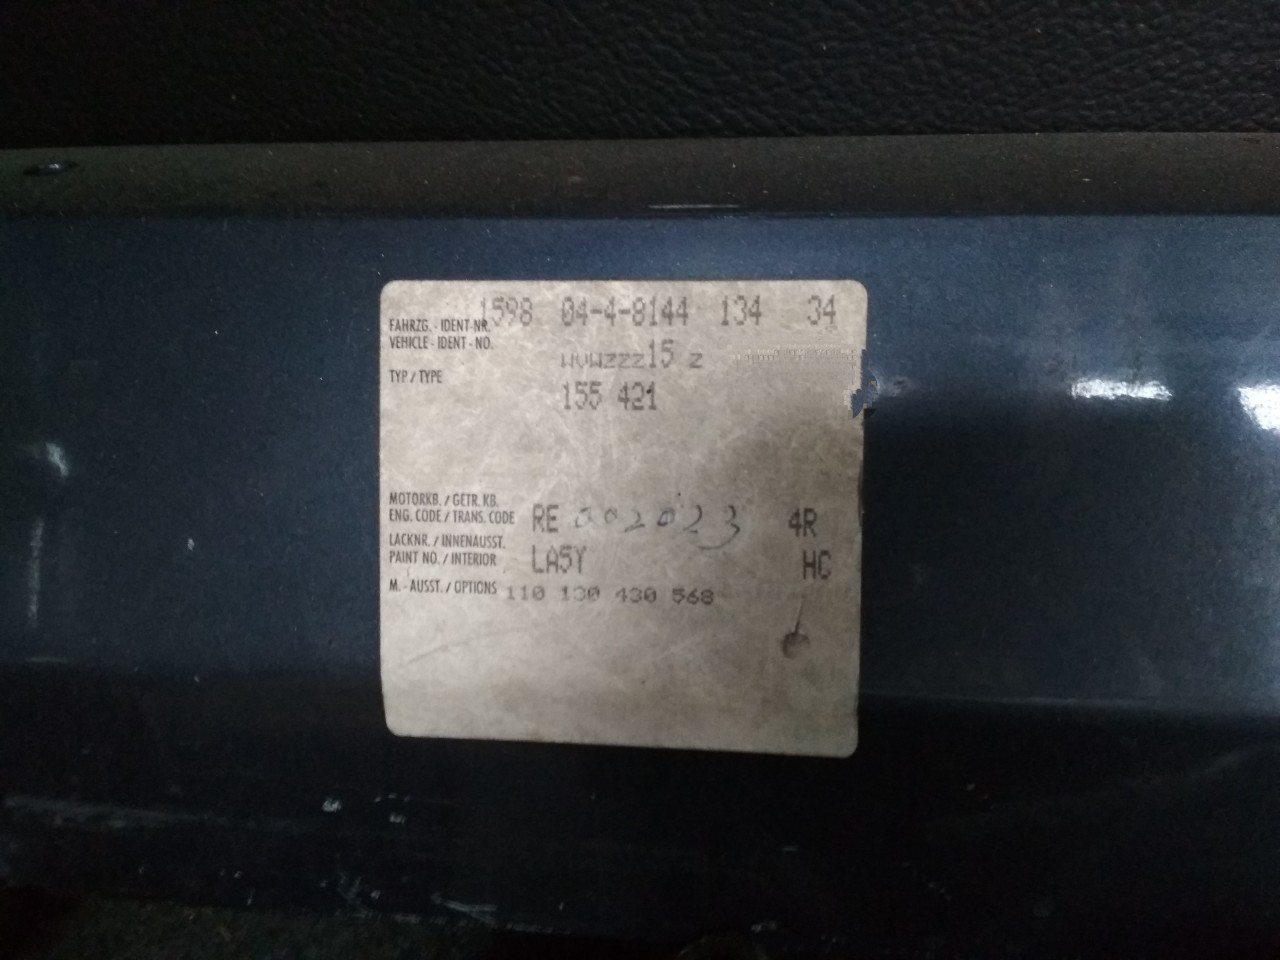 1598 04-4-8144 134 34
FAHRZG. - IDENT-NR.
VEHICLE - IDENT - NO. WVWZZZ15 Z
TYP / TYPE 155 421
MOTORKB. / GETR. KB.
ENG. CODE / TRANS. CODE RE 002023 4R
LACKNR. / INNENAUSST.
PAINT NO. / INTERIOR LA5Y HC
M. - AUSST. / OPTIONS 110 130 430 568